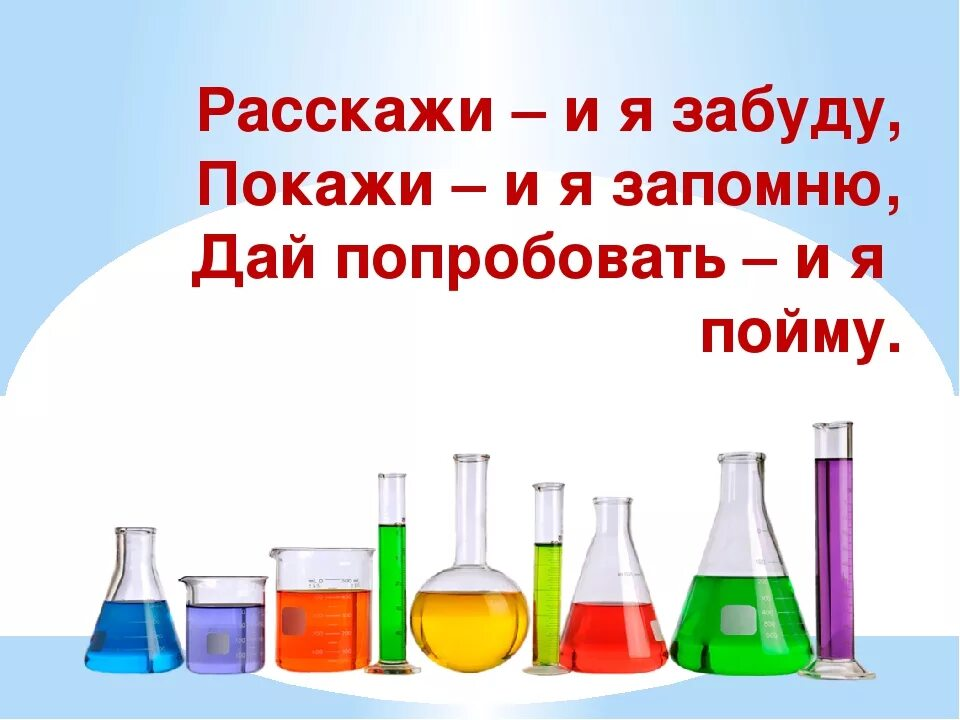 Расскажи – и я забуду,
Покажи – и я запомню,
Дай попробовать – и я
пойму.